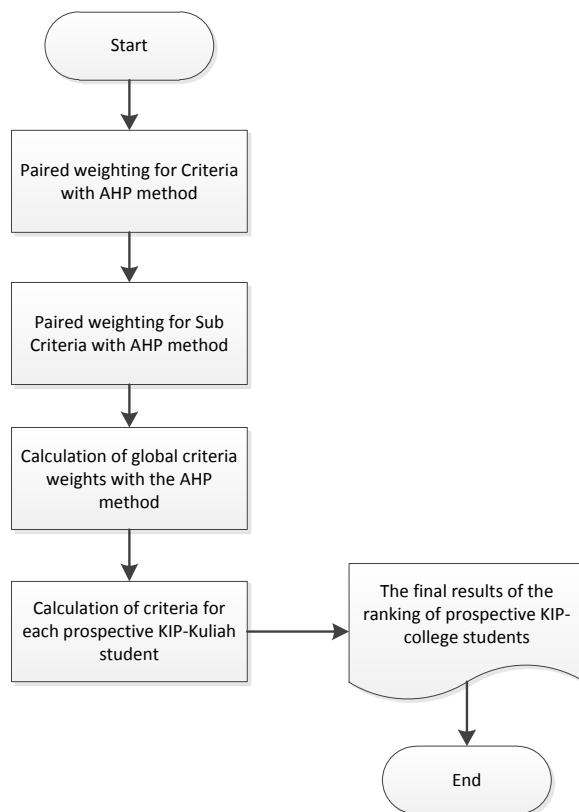 Start
Paired weighting for Criteria
with AHP method
Paired weighting for Sub
Criteria with AHP method
Calculation of global criteria
weights with the AHP
method
Calculation of criteria for
each prospective KIP-Kuliah
student
The final results of the
ranking of prospective KIP-
college students
End